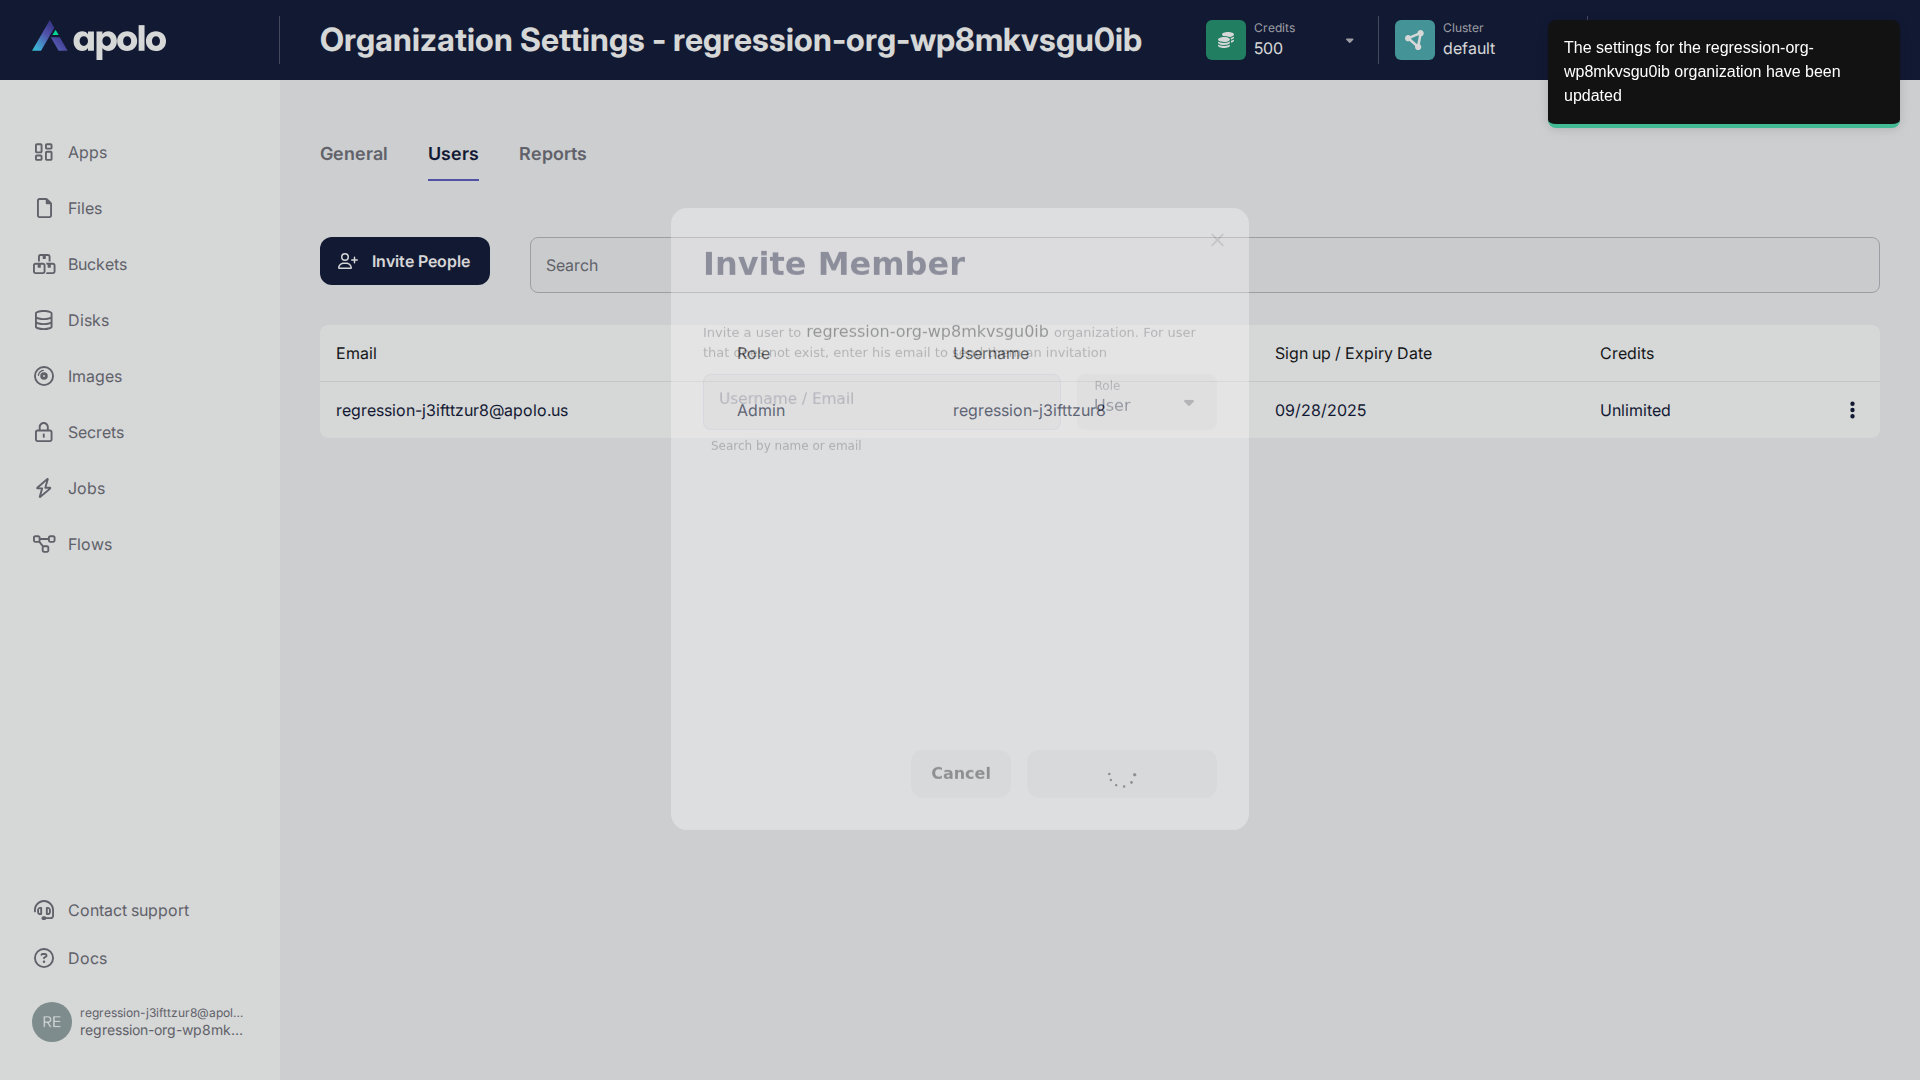 apolo
Organization Settings - regression-org-wp8mkvsgu0ib
Credits
500
Cluster
default
The settings for the regression-org-
wp8mkvsgu0ib organization have been
updated
Apps
Files
Buckets
Disks
Images
Secrets
Jobs
Flows
Contact support
Docs
RE
regression-j3ifttzur8@apol...
regression-org-wp8mk...
General
Users
Reports
Invite People
Search
Email
Role
Username
Sign up / Expiry Date
Credits
regression-j3ifttzur8@apolo.us
Admin
regression-j3ifttzur8
09/28/2025
Unlimited
Invite Member
Invite a user to regression-org-wp8mkvsgu0ib organization. For user
that does not exist, enter his email to send them an invitation
Username / Email
Role
User
Search by name or email
Cancel